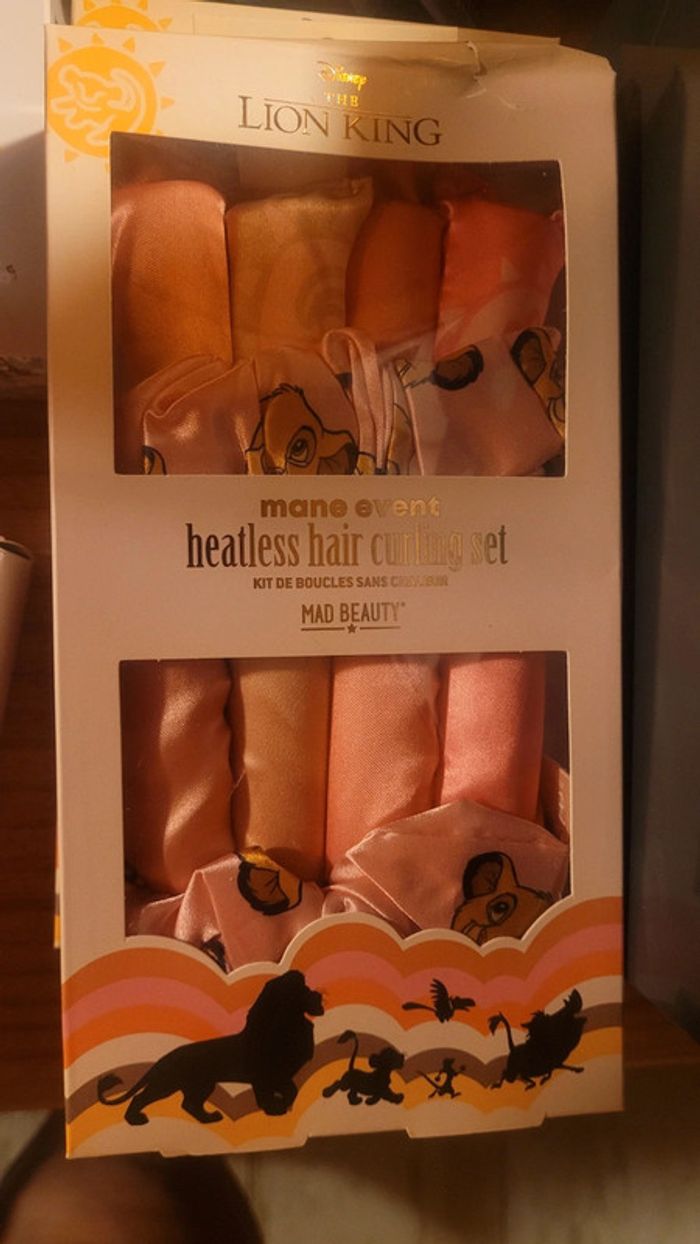 Disney
THE
LION KING
mane event
heatless hair curling set
KIT DE BOUCLES SANS CHALEUR
MAD BEAUTY